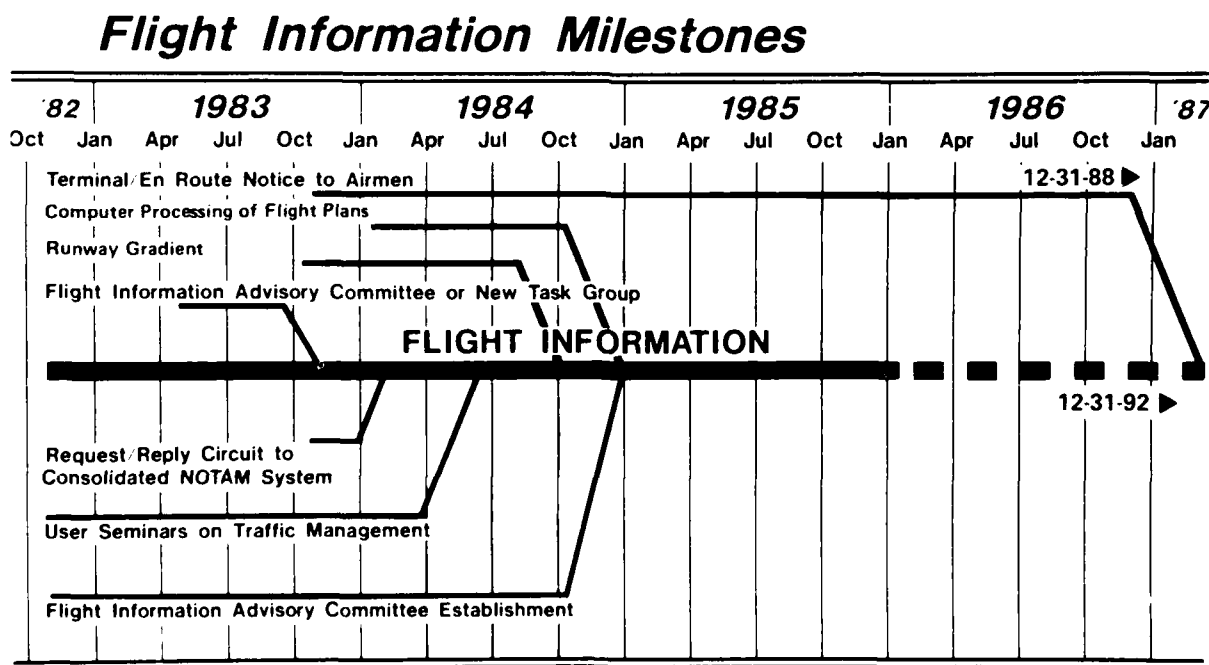 Flight Information Milestones
'82 1983 1984 1985 1986 '87
Oct Jan Apr Jul Oct Jan Apr Jul Oct Jan Apr Jul Oct Jan Apr Jul Oct Jan
Terminal/En Route Notice to Airmen
12-31-88
Computer Processing of Flight Plans
Runway Gradient
Flight Information Advisory Committee or New Task Group
FLIGHT INFORMATION
12-31-92
Request/Reply Circuit to
Consolidated NOTAM System
User Seminars on Traffic Management
Flight Information Advisory Committee Establishment